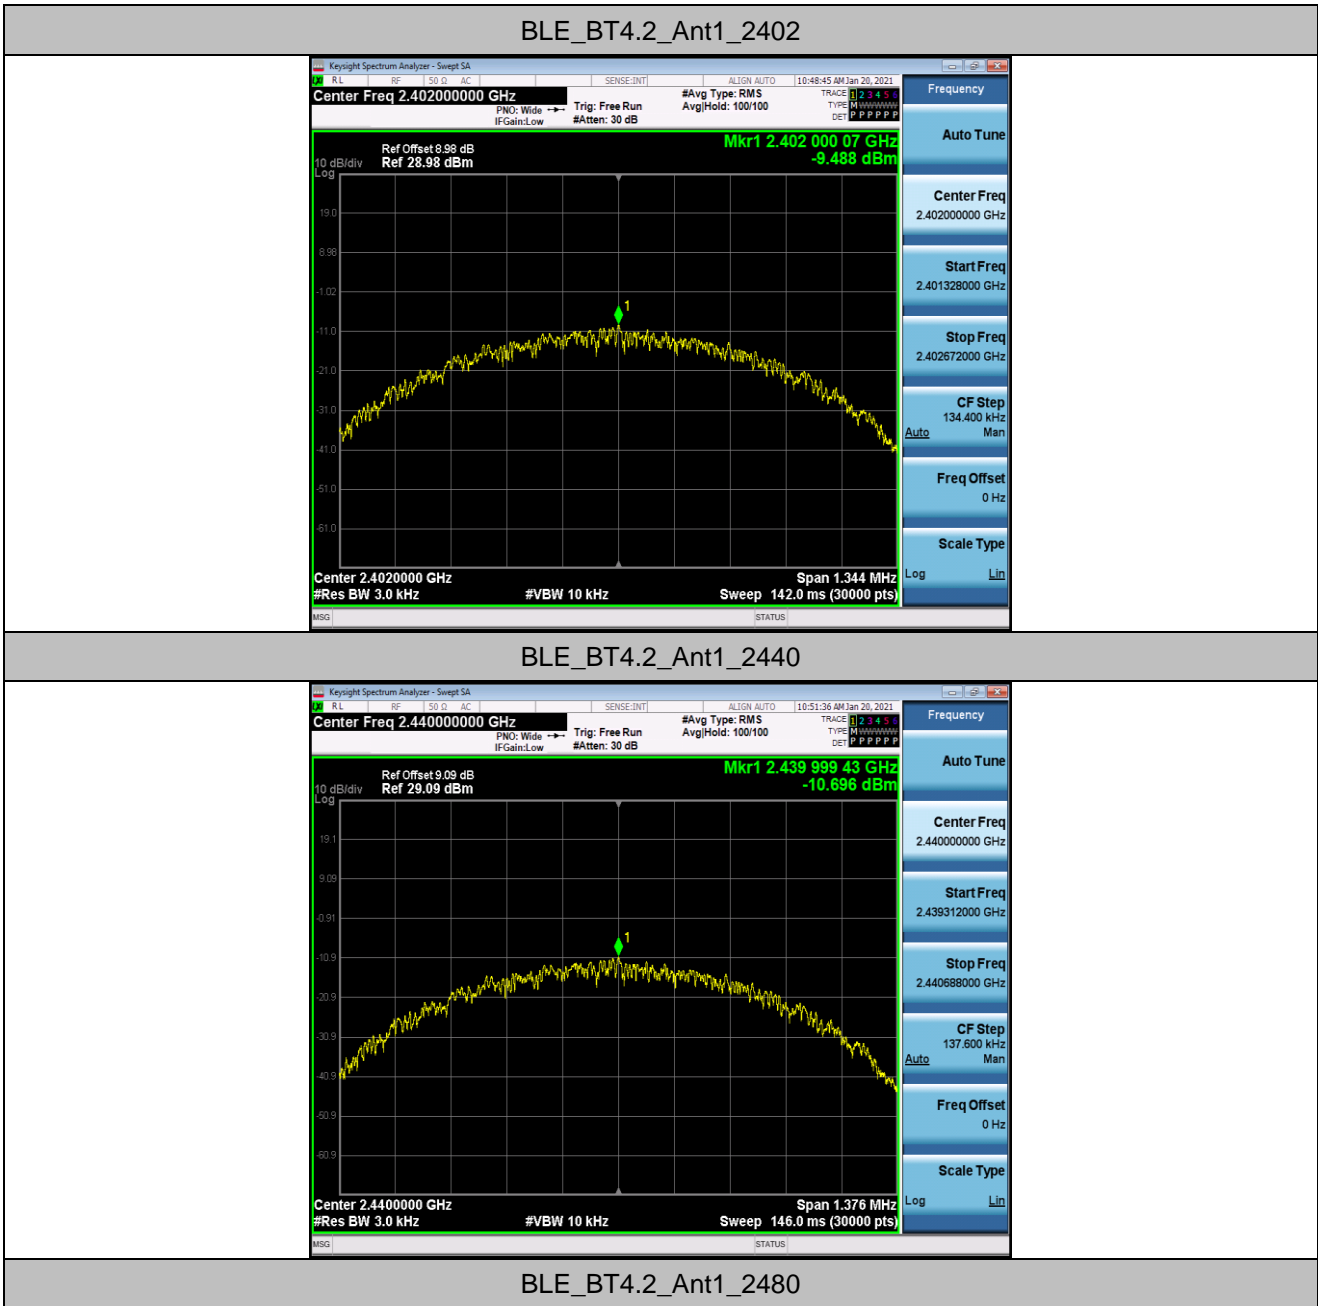 BLE_BT4.2_Ant1_2402
Keysight Spectrum Analyzer - Swept SA
RL RF 50 Ω AC SENSE:INT ALIGN AUTO 10:48:45 AM Jan 20, 2021
Center Freq 2.402000000 GHz
PNO: Wide
IFGain:Low
Trig: Free Run
#Atten: 30 dB
#Avg Type: RMS
Avg|Hold: 100/100
TRACE 1 2 3 4 5 6
TYPE M W W W W W
DET P P P P P P
Mkr1 2.402 000 07 GHz
-9.488 dBm
Ref Offset 8.98 dB
10 dB/div Ref 28.98 dBm
Log
19.0
8.98
-1.02
-11.0
-21.0
-31.0
-41.0
-51.0
-61.0
1
Center 2.4020000 GHz Span 1.344 MHz
#Res BW 3.0 kHz #VBW 10 kHz Sweep 142.0 ms (30000 pts)
MSG STATUS
Frequency
Auto Tune
Center Freq
2.402000000 GHz
Start Freq
2.401328000 GHz
Stop Freq
2.402672000 GHz
CF Step
134.400 kHz
Auto Man
Freq Offset
0 Hz
Scale Type
Log Lin
BLE_BT4.2_Ant1_2440
Keysight Spectrum Analyzer - Swept SA
RL RF 50 Ω AC SENSE:INT ALIGN AUTO 10:51:36 AM Jan 20, 2021
Center Freq 2.440000000 GHz
PNO: Wide
IFGain:Low
Trig: Free Run
#Atten: 30 dB
#Avg Type: RMS
Avg|Hold: 100/100
TRACE 1 2 3 4 5 6
TYPE M W W W W W
DET P P P P P P
Mkr1 2.439 999 43 GHz
-10.696 dBm
Ref Offset 9.09 dB
10 dB/div Ref 29.09 dBm
Log
19.1
9.09
-0.91
-10.9
-20.9
-30.9
-40.9
-50.9
-60.9
1
Center 2.4400000 GHz Span 1.376 MHz
#Res BW 3.0 kHz #VBW 10 kHz Sweep 146.0 ms (30000 pts)
MSG STATUS
Frequency
Auto Tune
Center Freq
2.440000000 GHz
Start Freq
2.439312000 GHz
Stop Freq
2.440688000 GHz
CF Step
137.600 kHz
Auto Man
Freq Offset
0 Hz
Scale Type
Log Lin
BLE_BT4.2_Ant1_2480